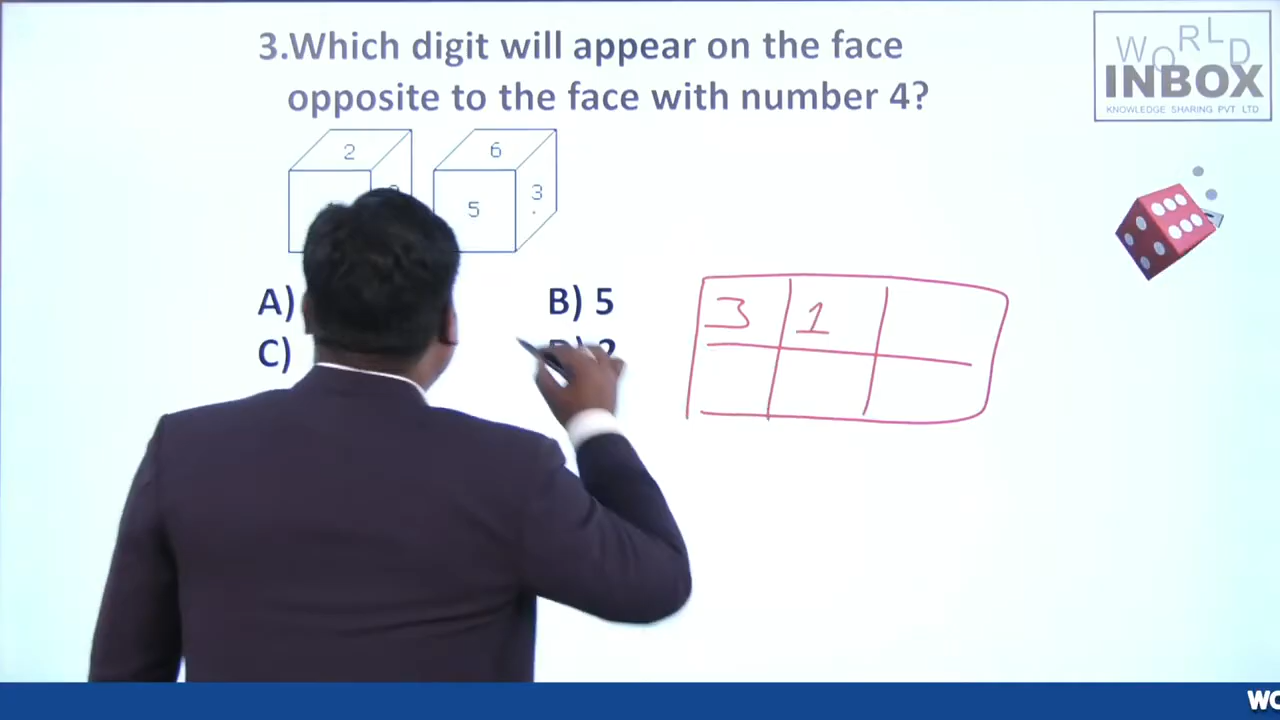 3.Which digit will appear on the face
opposite to the face with number 4?
WORLD
INBOX
KNOWLEDGE SHARING PVT. LTD
2
6
5
3
A)
B) 5
C)
3 1
WO